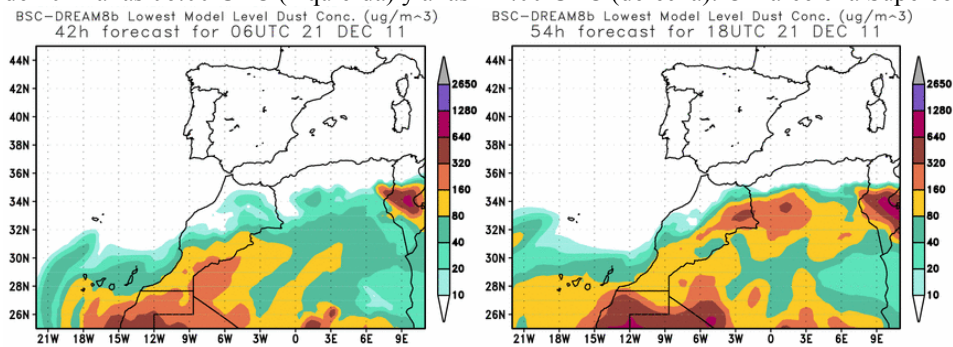 BSC-DREAM8b Lowest Model Level Dust Conc. (ug/m^3)
42h forecast for 06UTC 21 DEC 11
44N
42N
40N
38N
36N
34N
32N
30N
28N
26N
21W 18W 15W 12W 9W 6W 3W 0 3E 6E 9E
2650
1280
640
320
160
80
40
20
10
BSC-DREAM8b Lowest Model Level Dust Conc. (ug/m^3)
54h forecast for 18UTC 21 DEC 11
44N
42N
40N
38N
36N
34N
32N
30N
28N
26N
21W 18W 15W 12W 9W 6W 3W 0 3E 6E 9E
2650
1280
640
320
160
80
40
20
10